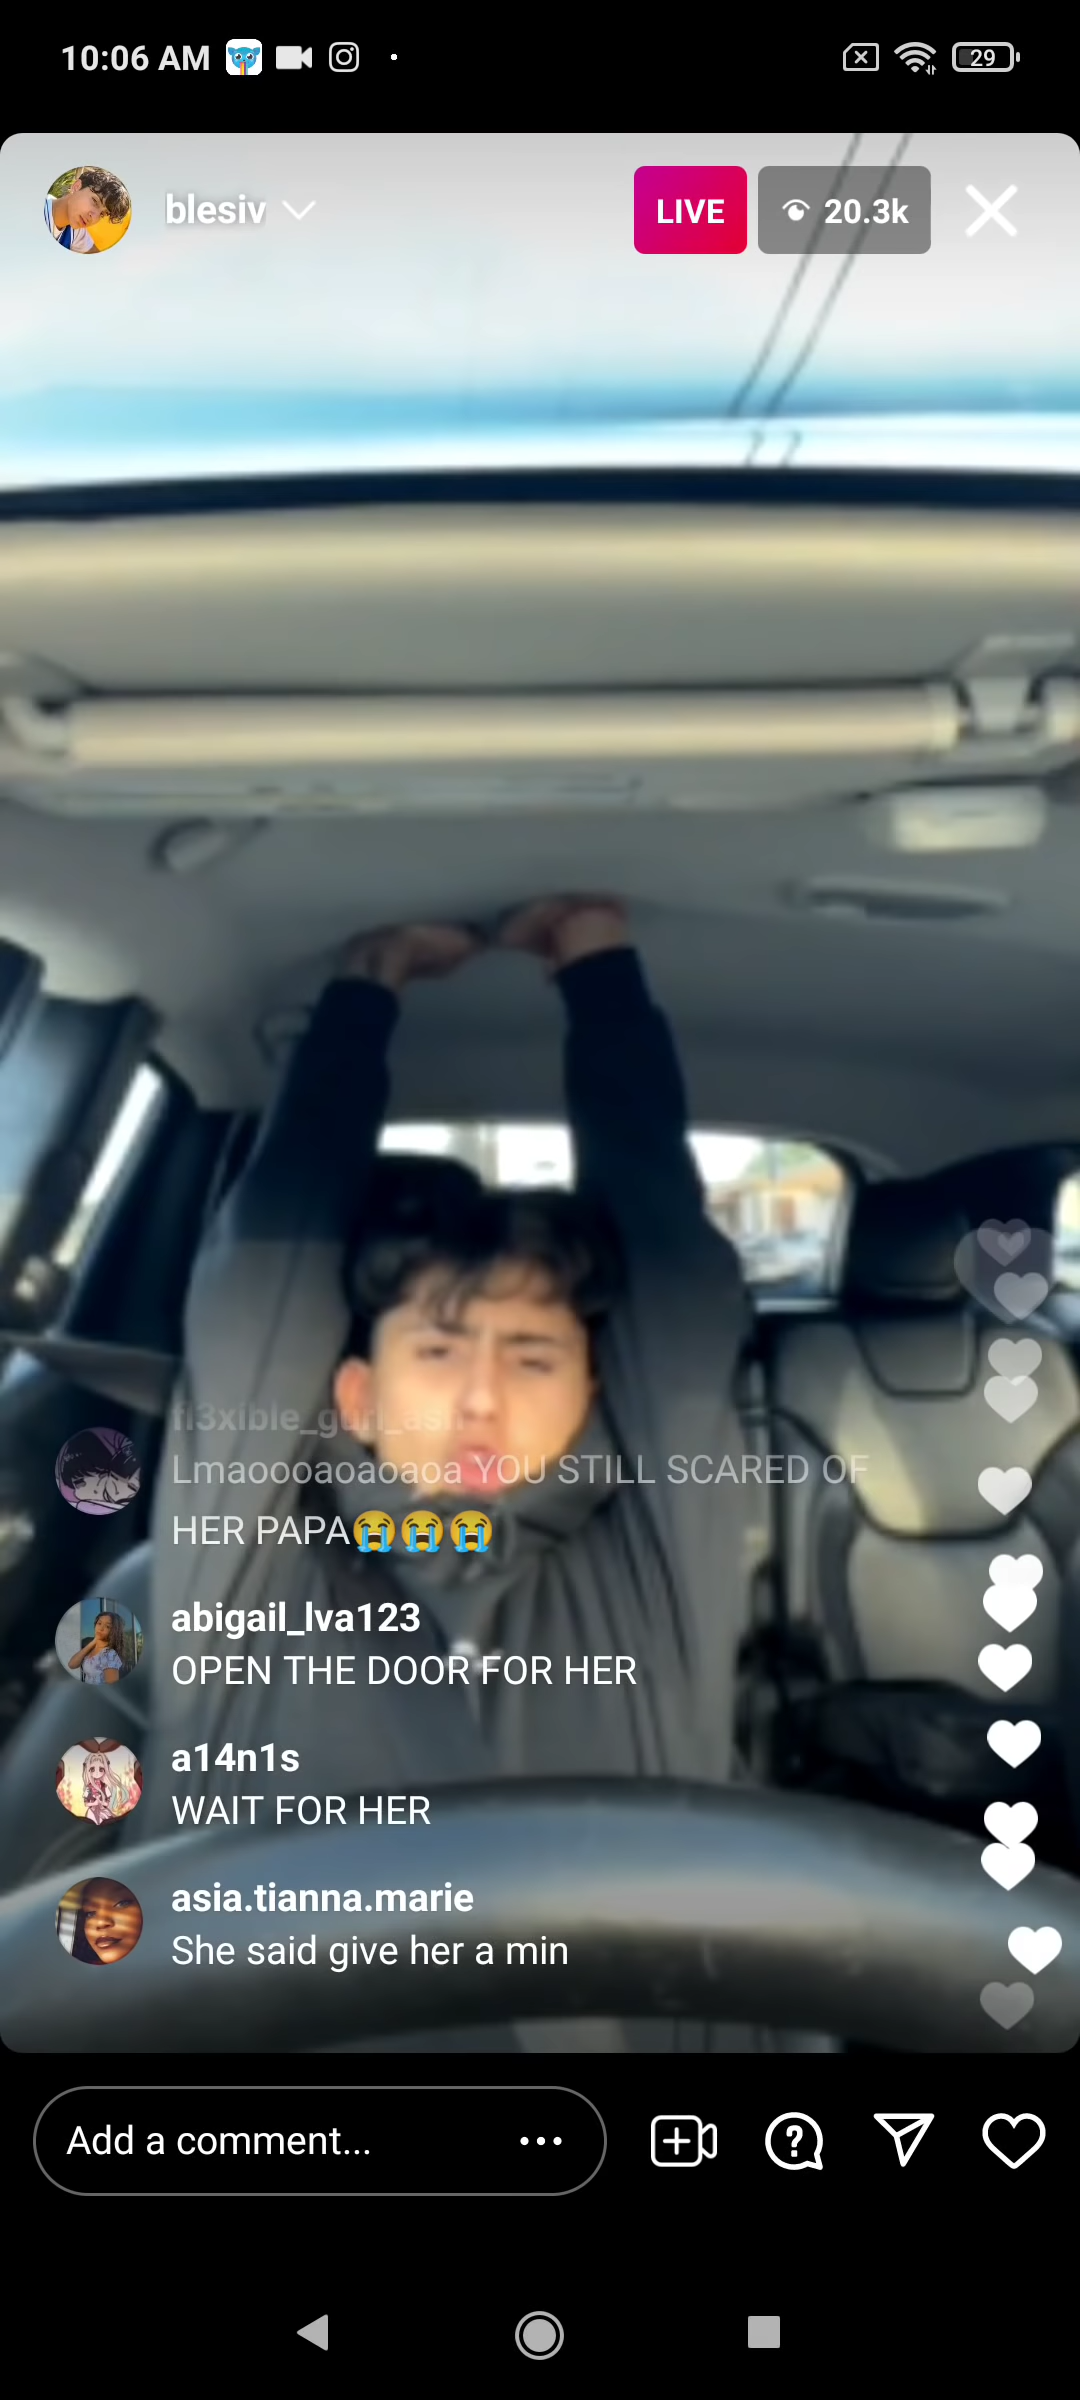 10:06 AM
29
blesiv
LIVE
20.3k
fl3xible_gurl_ash
Lmaoooaoaoaoa YOU STILL SCARED OF
HER PAPA😭😭😭
abigail_lva123
OPEN THE DOOR FOR HER
a14n1s
WAIT FOR HER
asia.tianna.marie
She said give her a min
Add a comment...